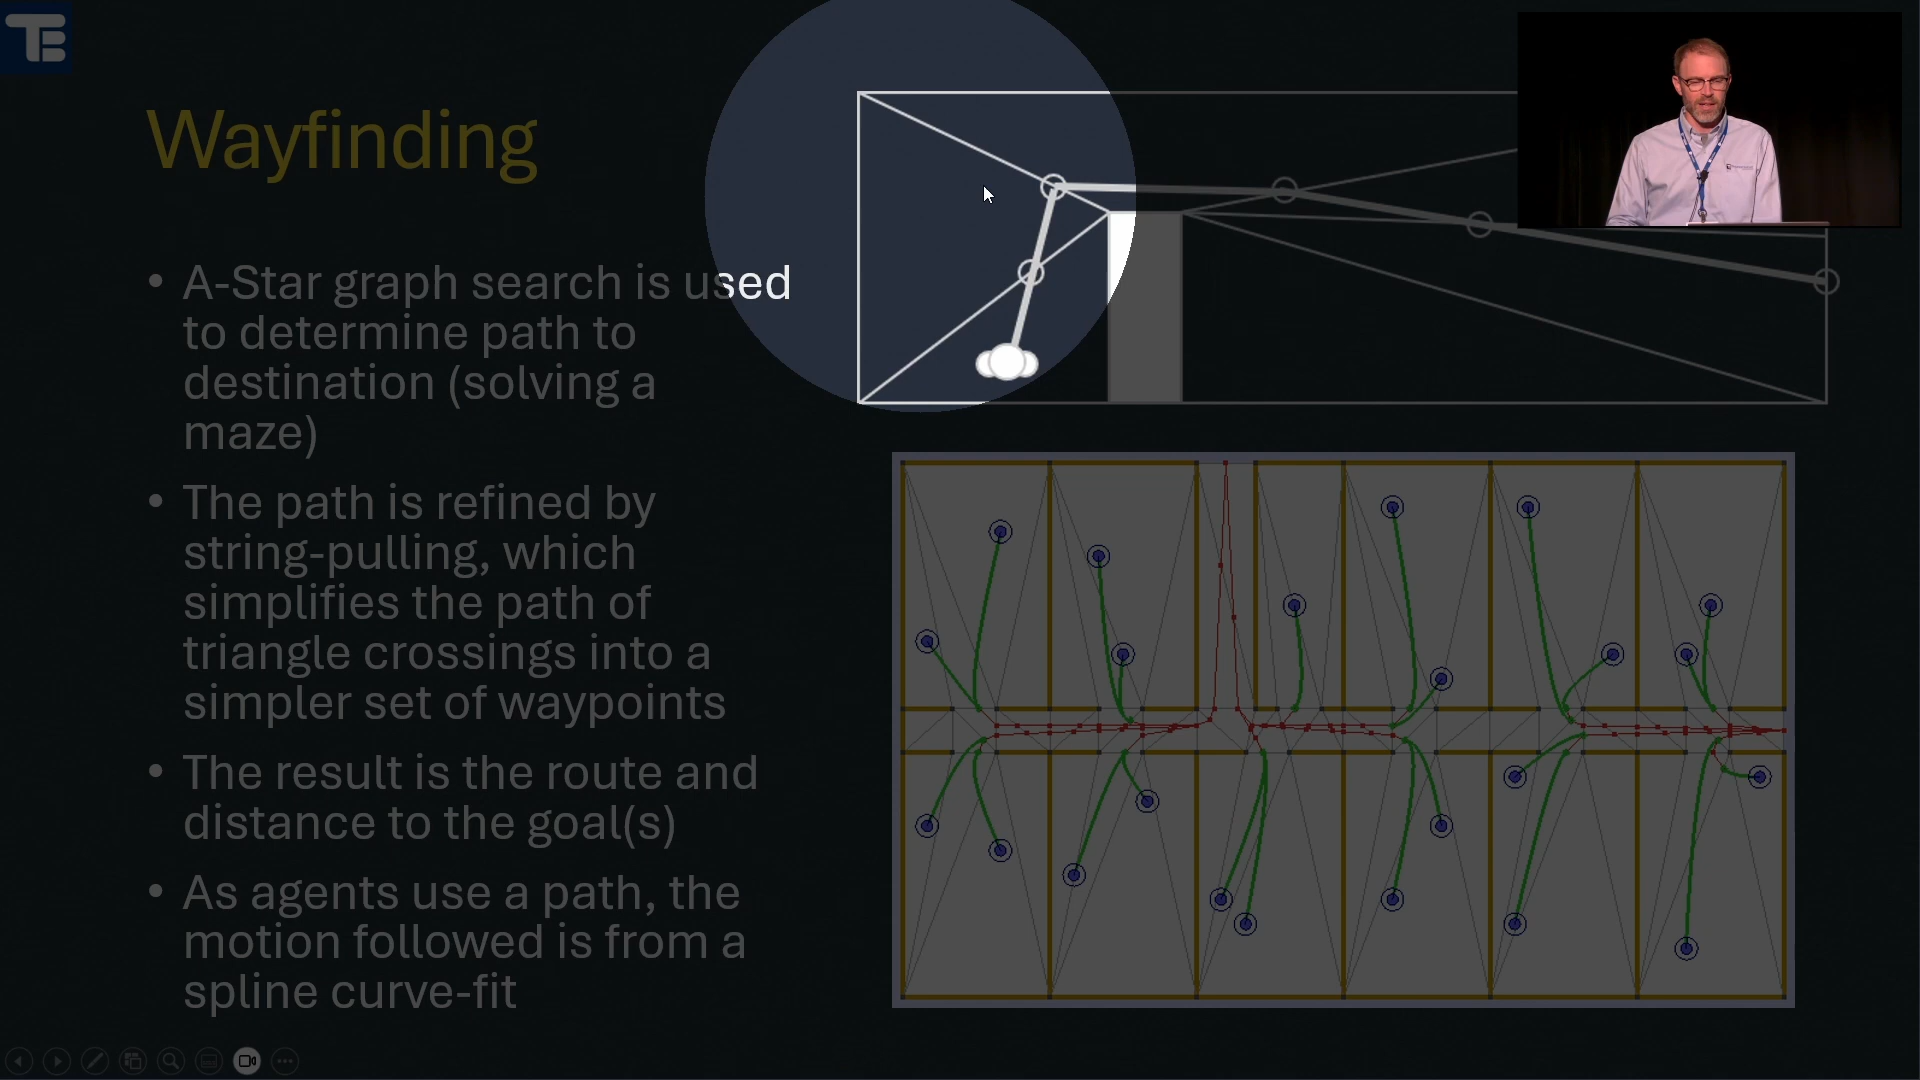 TB
Wayfinding
• A-Star graph search is used
to determine path to
destination (solving a
maze)
• The path is refined by
string-pulling, which
simplifies the path of
triangle crossings into a
simpler set of waypoints
• The result is the route and
distance to the goal(s)
• As agents use a path, the
motion followed is from a
spline curve-fit